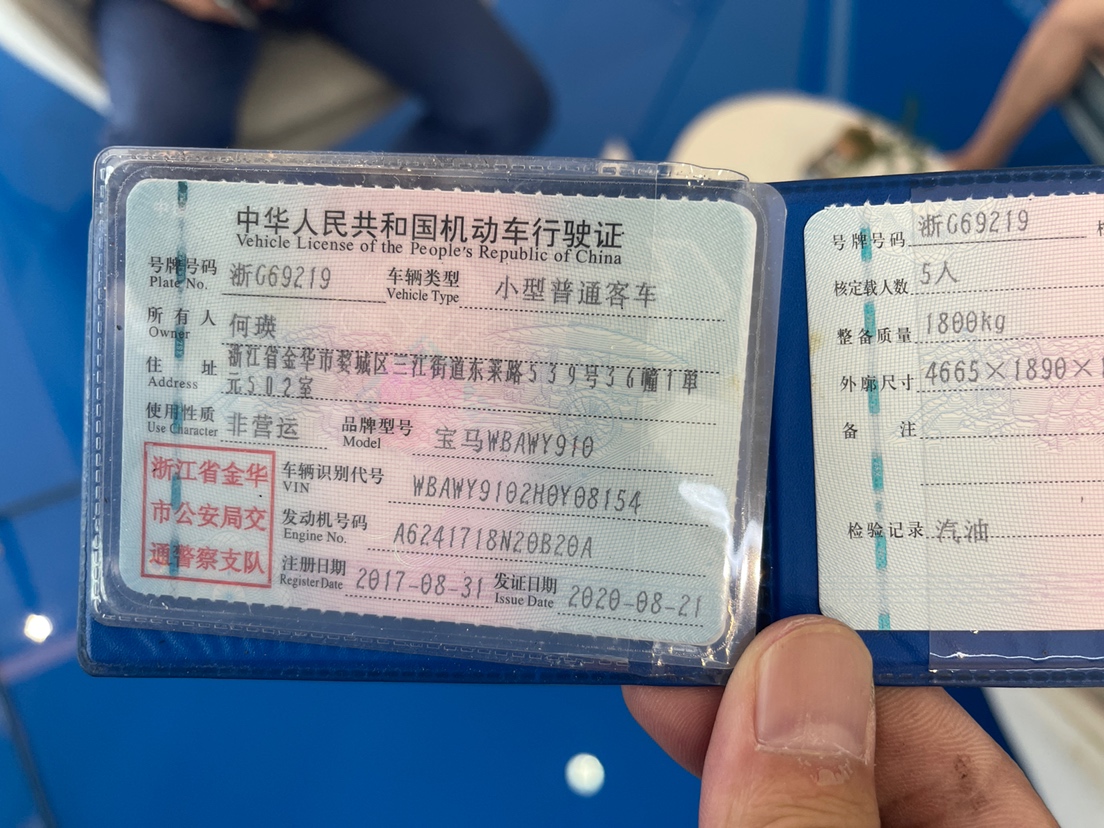 中华人民共和国机动车行驶证
Vehicle License of the People's Republic of China
号牌号码 浙G69219 车辆类型 小型普通客车
Plate No. Vehicle Type
所有人 何瑛
Owner
住址 浙江省金华市婺城区三江街道东莱路539号36幢1单
Address 元502室
使用性质 非营运 品牌型号 宝马WBAWY910
Use Character Model
浙江省金华
市公安局交
通警察支队
车辆识别代号 WBAWY9102H0Y08154
VIN
发动机号码 A6241718N20B20A
Engine No.
注册日期 2017-08-31 发证日期 2020-08-21
Register Date Issue Date
号牌号码 浙G69219
核定载人数 5人
整备质量 1800kg
外廓尺寸 4665×1890×1
备注
检验记录 汽油